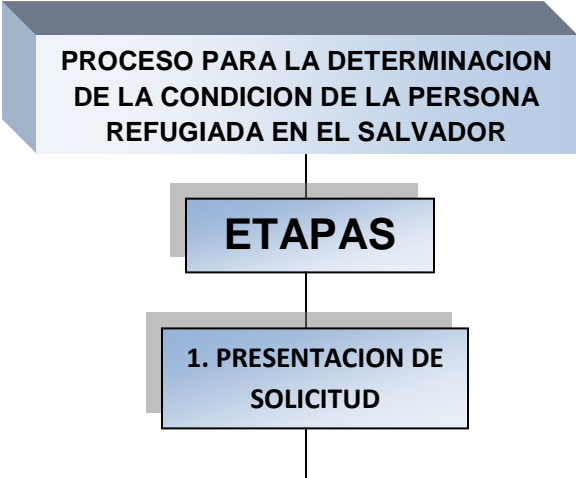 PROCESO PARA LA DETERMINACION
DE LA CONDICION DE LA PERSONA
REFUGIADA EN EL SALVADOR
ETAPAS
1. PRESENTACION DE
SOLICITUD